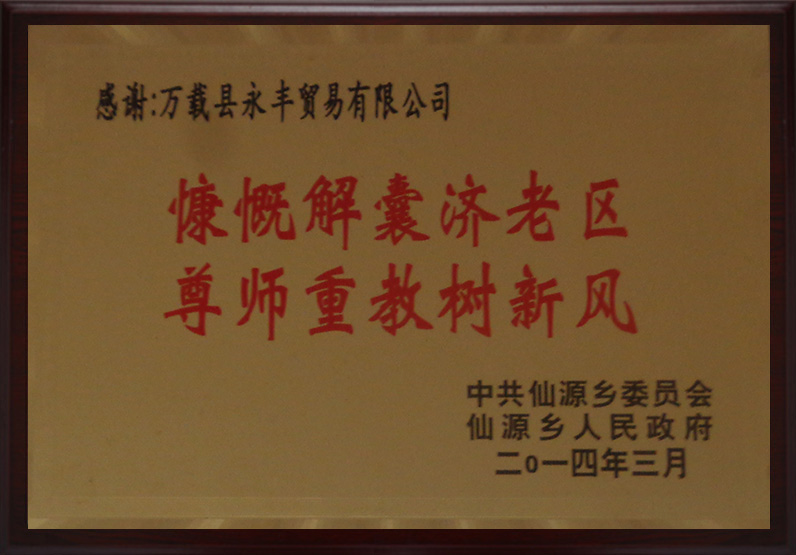 感谢:万载县永丰贸易有限公司
慷慨解囊济老区
尊师重教树新风
中共仙源乡委员会
仙源乡人民政府
二0一四年三月